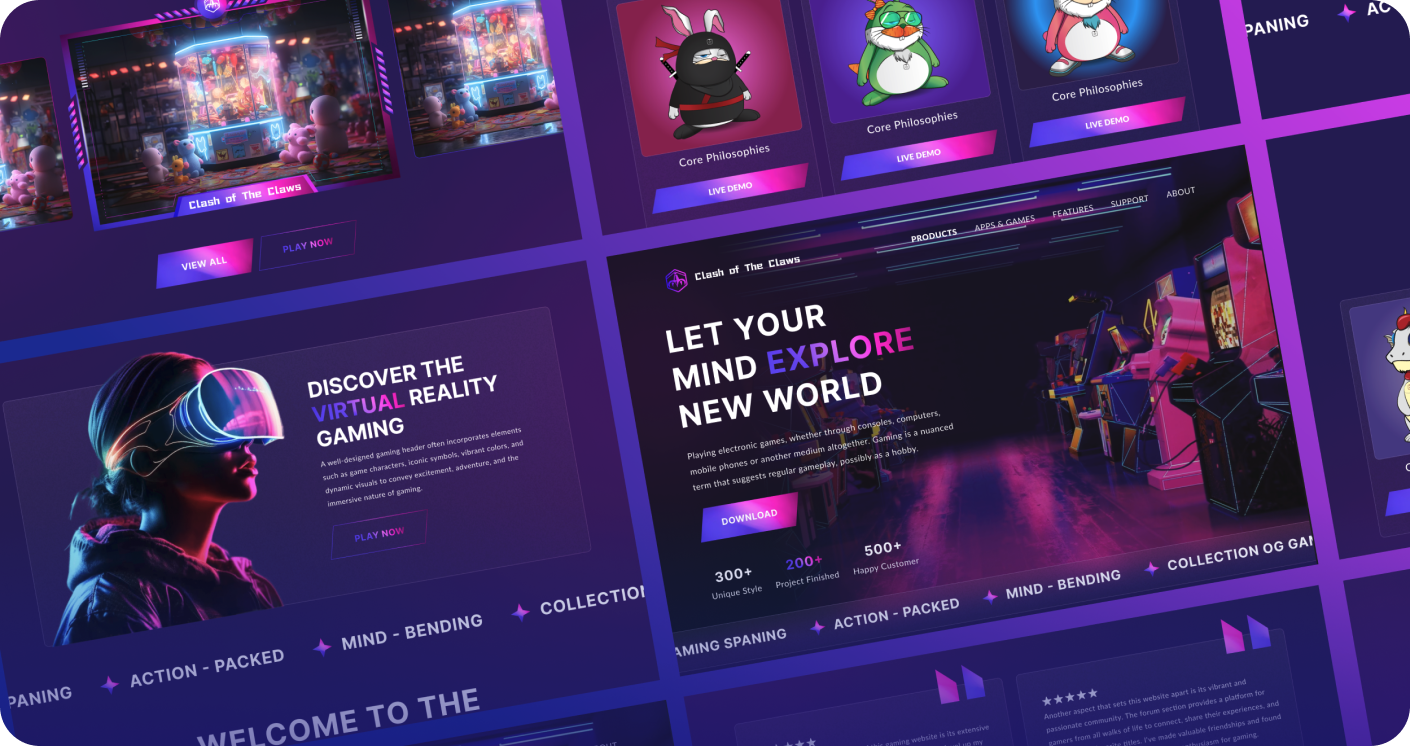 Clash of The Claws
VIEW ALL
PLAY NOW
Core Philosophies
LIVE DEMO
Core Philosophies
LIVE DEMO
Core Philosophies
LIVE DEMO
PANING
AC
DISCOVER THE
VIRTUAL REALITY
GAMING
A well-designed gaming header often incorporates elements
such as game characters, iconic symbols, vibrant colors, and
dynamic visuals to convey excitement, adventure, and the
immersive nature of gaming.
PLAY NOW
PANING
ACTION - PACKED
MIND - BENDING
COLLECTION
WELCOME TO THE
Clash of The Claws
PRODUCTS
APPS & GAMES
FEATURES
SUPPORT
ABOUT
LET YOUR
MIND EXPLORE
NEW WORLD
Playing electronic games, whether through consoles, computers,
mobile phones or another medium altogether. Gaming is a nuanced
term that suggests regular gameplay, possibly as a hobby.
DOWNLOAD
300+
Unique Style
200+
Project Finished
500+
Happy Customer
AMING SPANING
ACTION - PACKED
MIND - BENDING
COLLECTION OG GAM
this gaming website is its extensive
Another aspect that sets this website apart is its vibrant and
passionate community. The forum section provides a platform for
gamers from all walks of life to connect, share their experiences, and
titles. I've made valuable friendships and found
for gaming.